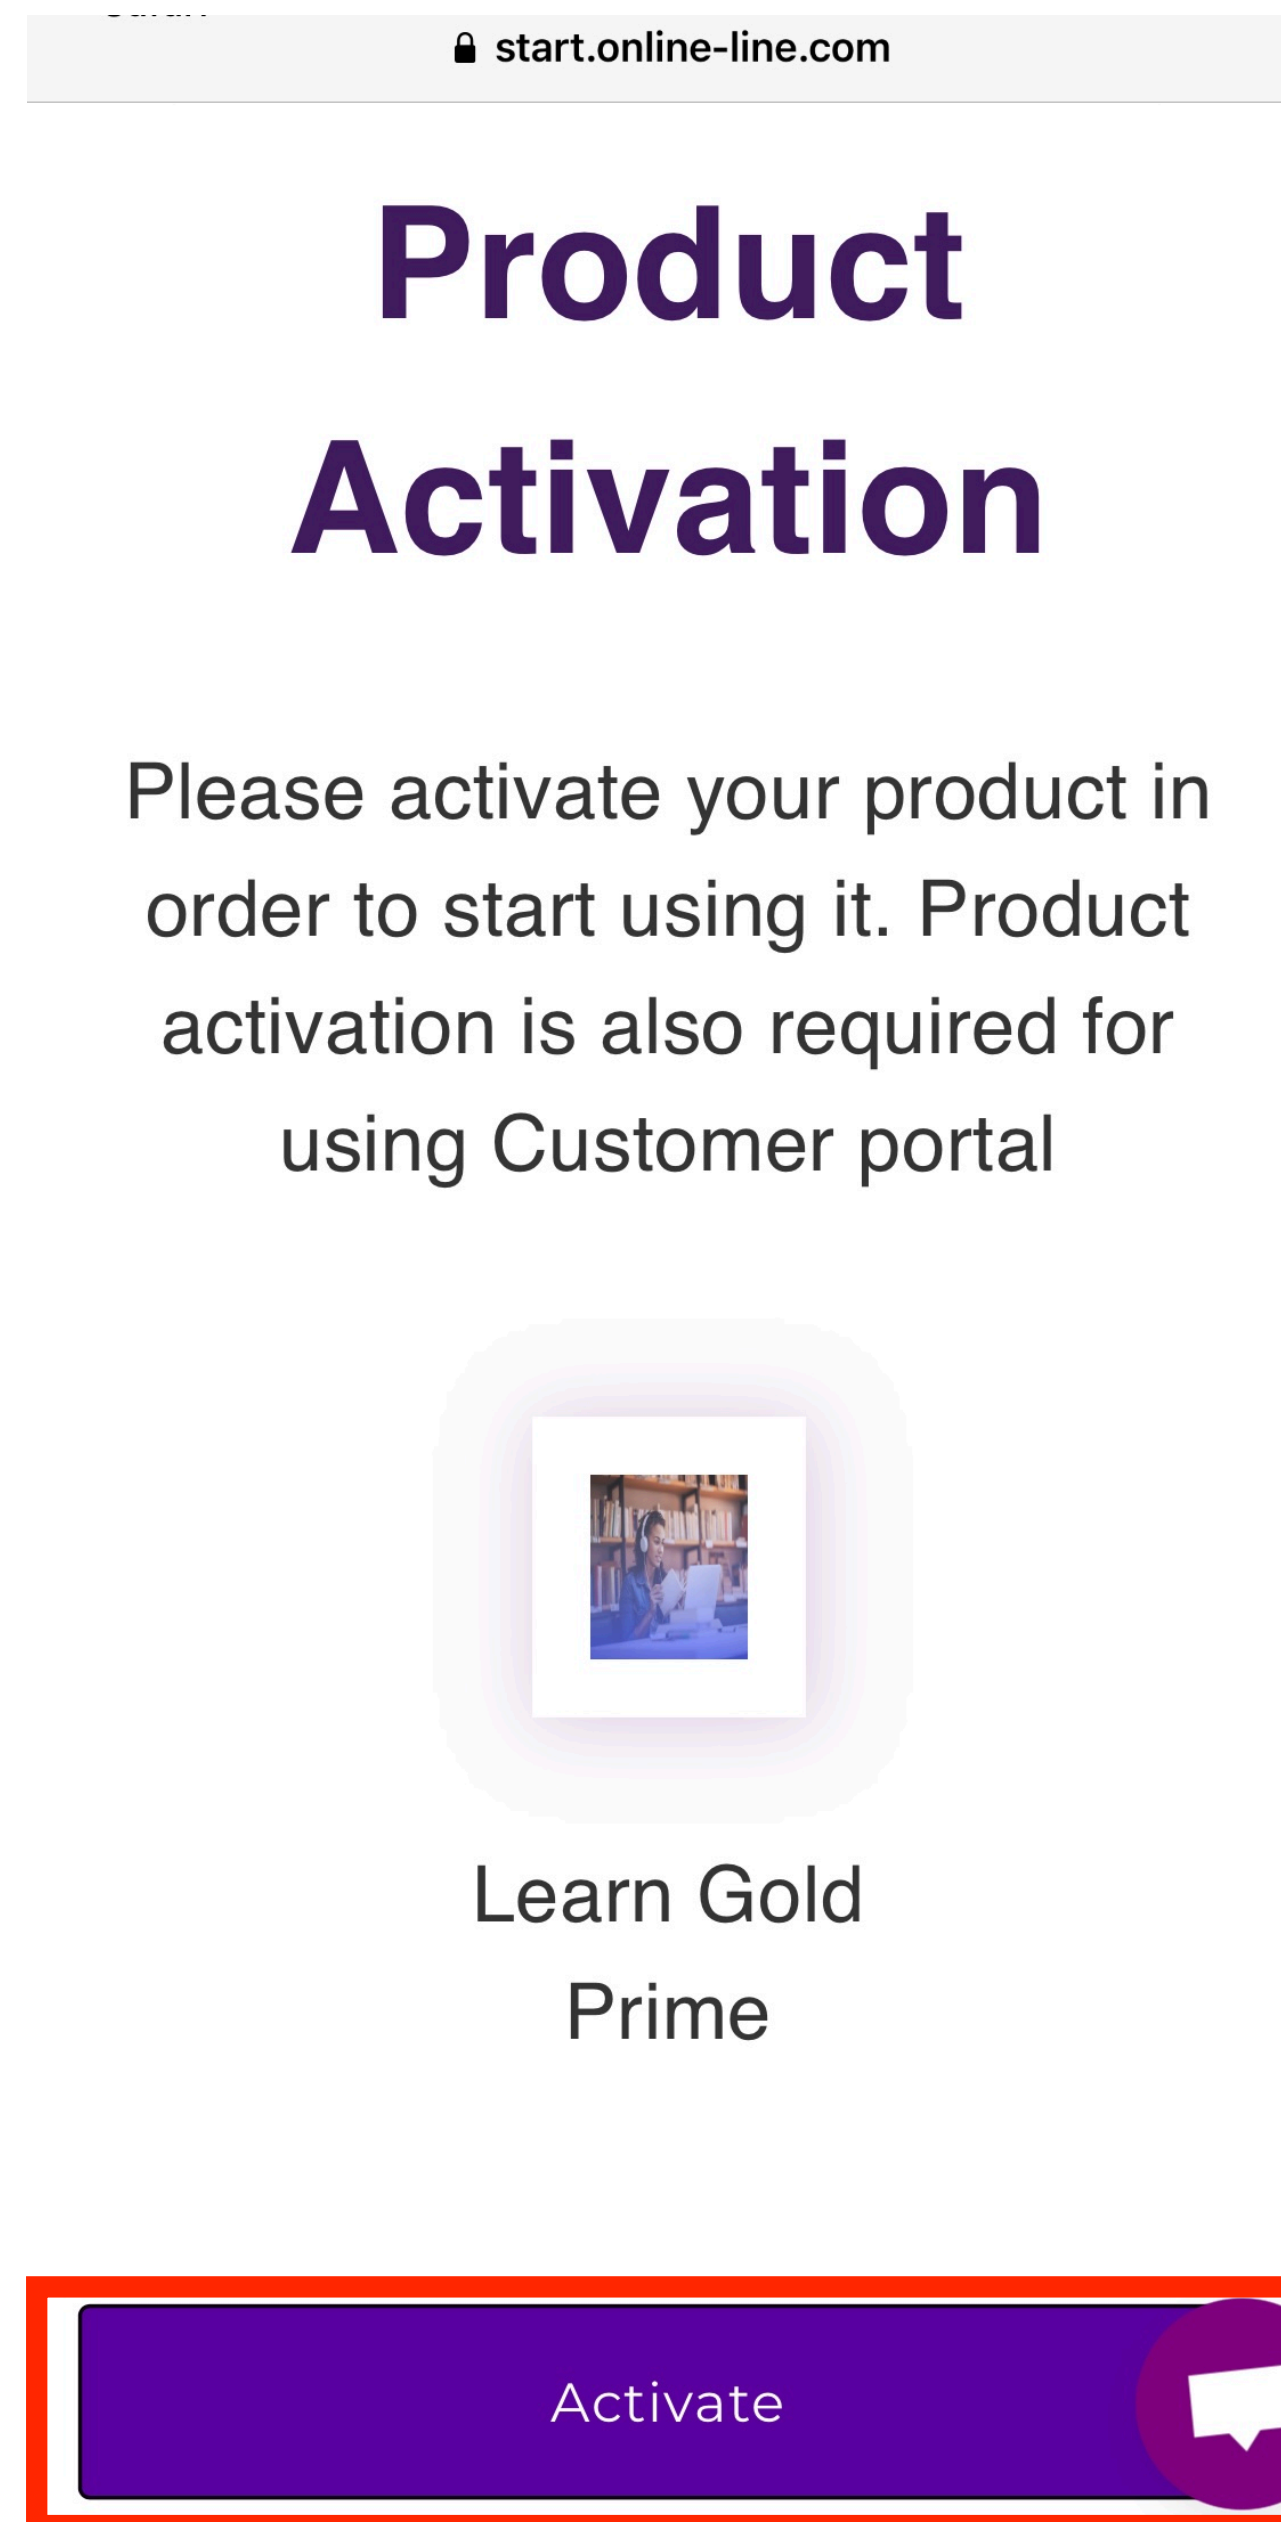 start.online-line.com
Product
Activation
Please activate your product in
order to start using it. Product
activation is also required for
using Customer portal
Learn Gold
Prime
Activate